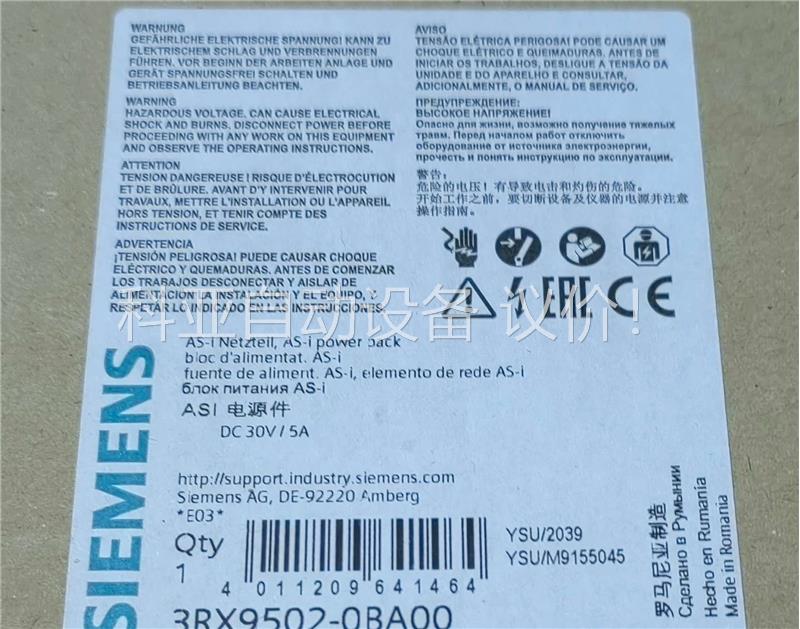 WARNUNG
GEFÄHRLICHE ELEKTRISCHE SPANNUNG! KANN ZU
ELEKTRISCHEM SCHLAG UND VERBRENNUNGEN
FÜHREN. VOR BEGINN DER ARBEITEN ANLAGE UND
GERÄT SPANNUNGSFREI SCHALTEN UND
BETRIEBSANLEITUNG BEACHTEN.
WARNING
HAZARDOUS VOLTAGE. CAN CAUSE ELECTRICAL
SHOCK AND BURNS. DISCONNECT POWER BEFORE
PROCEEDING WITH ANY WORK ON THIS EQUIPMENT
AND OBSERVE THE OPERATING INSTRUCTIONS.
ATTENTION
TENSION DANGEREUSE ! RISQUE D'ÉLECTROCUTION
ET DE BRÛLURE. AVANT D'Y INTERVENIR POUR
TRAVAUX, METTRE L'INSTALLATION OU L'APPAREIL
HORS TENSION, ET TENIR COMPTE DES
INSTRUCTIONS DE SERVICE.
ADVERTENCIA
¡TENSIÓN PELIGROSA! PUEDE CAUSAR CHOQUE
ELÉCTRICO Y QUEMADURAS. ANTES DE COMENZAR
LOS TRABAJOS DESCONECTAR Y AISLAR DE
ALIMENTACIÓN LA INSTALACIÓN Y EL EQUIPO, Y
RESPETAR LO INDICADO EN LAS INSTRUCCIONES.
AVISO
TENSÃO ELÉTRICA PERIGOSA! PODE CAUSAR UM
CHOQUE ELÉTRICO E QUEIMADURAS. ANTES DE
INICIAR OS TRABALHOS, DESLIGUE A TENSÃO DA
UNIDADE E DO APARELHO E CONSULTAR,
ADICIONALMENTE, O MANUAL DE SERVIÇO.
ПРЕДУПРЕЖДЕНИЕ:
ВЫСОКОЕ НАПРЯЖЕНИЕ!
Опасно для жизни, возможно получение тяжелых
травм. Перед началом работ отключить
оборудование от источника электроэнергии,
прочесть и понять инструкцию по эксплуатации.
警告:
危险的电压！有导致电击和灼伤的危险。
开始工作之前，要切断设备及仪器的电源并注意
操作指南。
EAC CE
科亚自动设备 议价!
SIEMENS
AS-i Netzteil, AS-i power pack
bloc d'alimentat. AS-i
fuente de aliment. AS-i, elemento de rede AS-i
блок питания AS-i
ASI 电源件
DC 30V / 5A
http://support.industry.siemens.com
Siemens AG, DE-92220 Amberg
*E03*
Qty
1
4 011209 641464
YSU/2039
YSU/M9155045
3RX9502-0BA00
罗马尼亚制造
Сделано в Румынии
Hecho en Rumania
Made in Romania